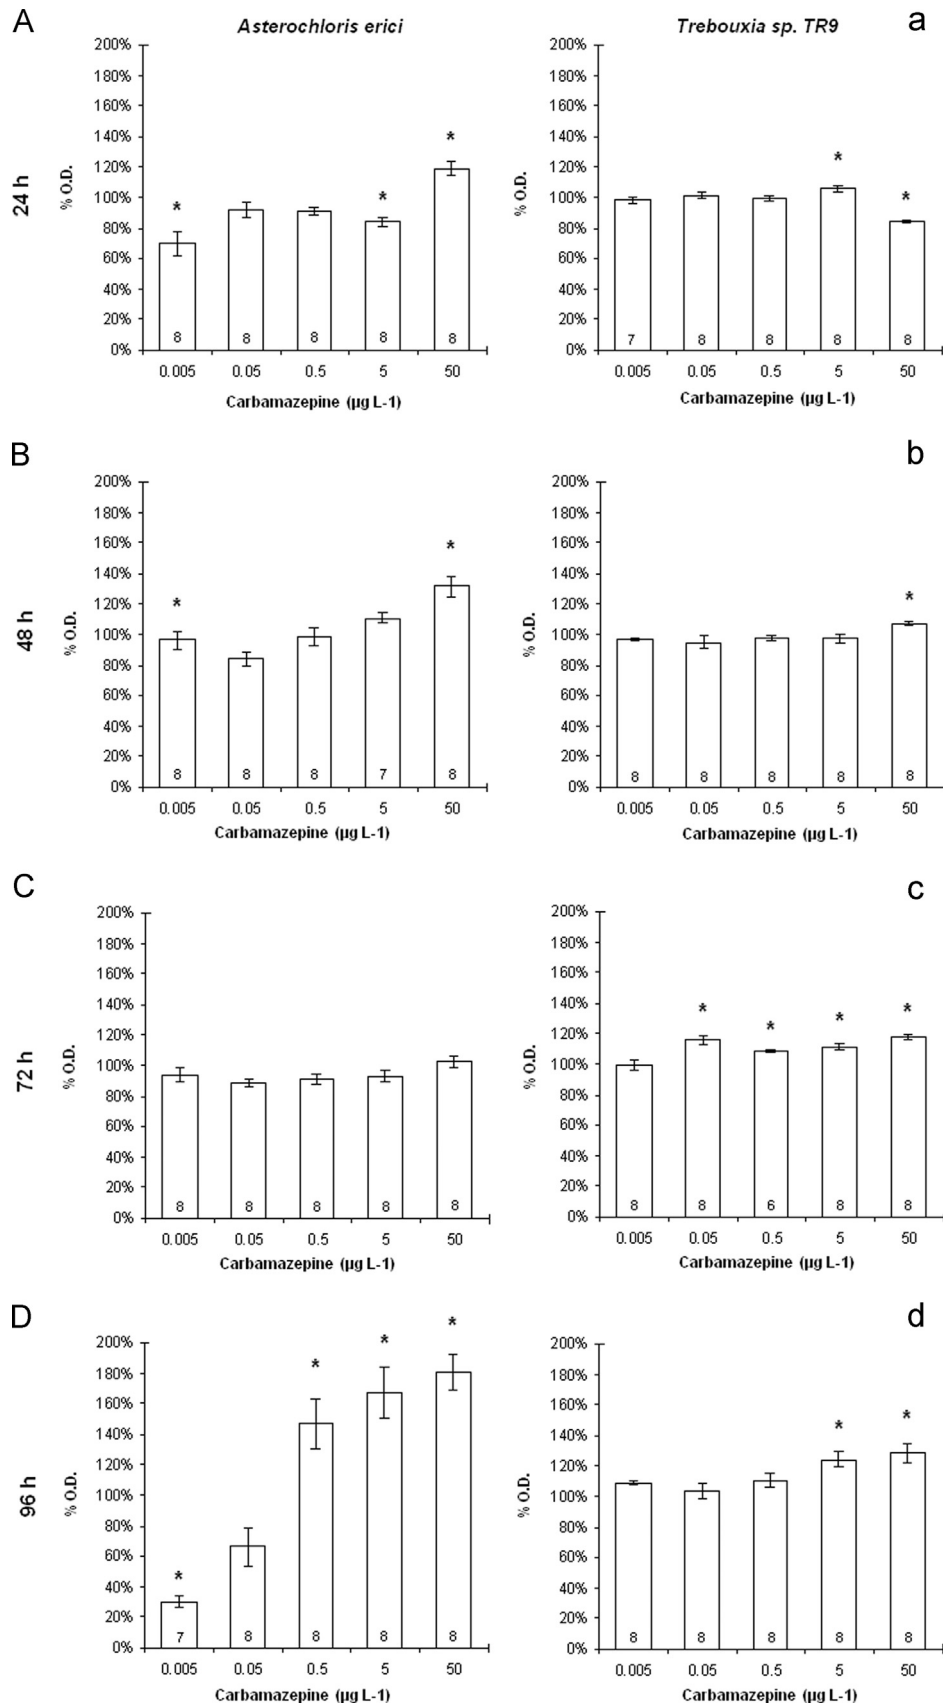 A
Asterochloris erici
Trebouxia sp. TR9
a
24 h
% O.D.
200%
180%
160%
140%
120%
100%
80%
60%
40%
20%
0%
* * *
8 8 8 8 8
0.005 0.05 0.5 5 50
Carbamazepine (µg L-1)
% O.D.
200%
180%
160%
140%
120%
100%
80%
60%
40%
20%
0%
* *
7 8 8 8 8
0.005 0.05 0.5 5 50
Carbamazepine (µg L-1)
B
b
48 h
% O.D.
200%
180%
160%
140%
120%
100%
80%
60%
40%
20%
0%
* *
8 8 8 7 8
0.005 0.05 0.5 5 50
Carbamazepine (µg L-1)
% O.D.
200%
180%
160%
140%
120%
100%
80%
60%
40%
20%
0%
*
8 8 8 8 8
0.005 0.05 0.5 5 50
Carbamazepine (µg L-1)
C
c
72 h
% O.D.
200%
180%
160%
140%
120%
100%
80%
60%
40%
20%
0%
8 8 8 8 8
0.005 0.05 0.5 5 50
Carbamazepine (µg L-1)
% O.D.
200%
180%
160%
140%
120%
100%
80%
60%
40%
20%
0%
* * * *
8 8 6 8 8
0.005 0.05 0.5 5 50
Carbamazepine (µg L-1)
D
d
96 h
% O.D.
200%
180%
160%
140%
120%
100%
80%
60%
40%
20%
0%
* * * *
7 8 8 8 8
0.005 0.05 0.5 5 50
Carbamazepine (µg L-1)
% O.D.
200%
180%
160%
140%
120%
100%
80%
60%
40%
20%
0%
* *
8 8 8 8 8
0.005 0.05 0.5 5 50
Carbamazepine (µg L-1)